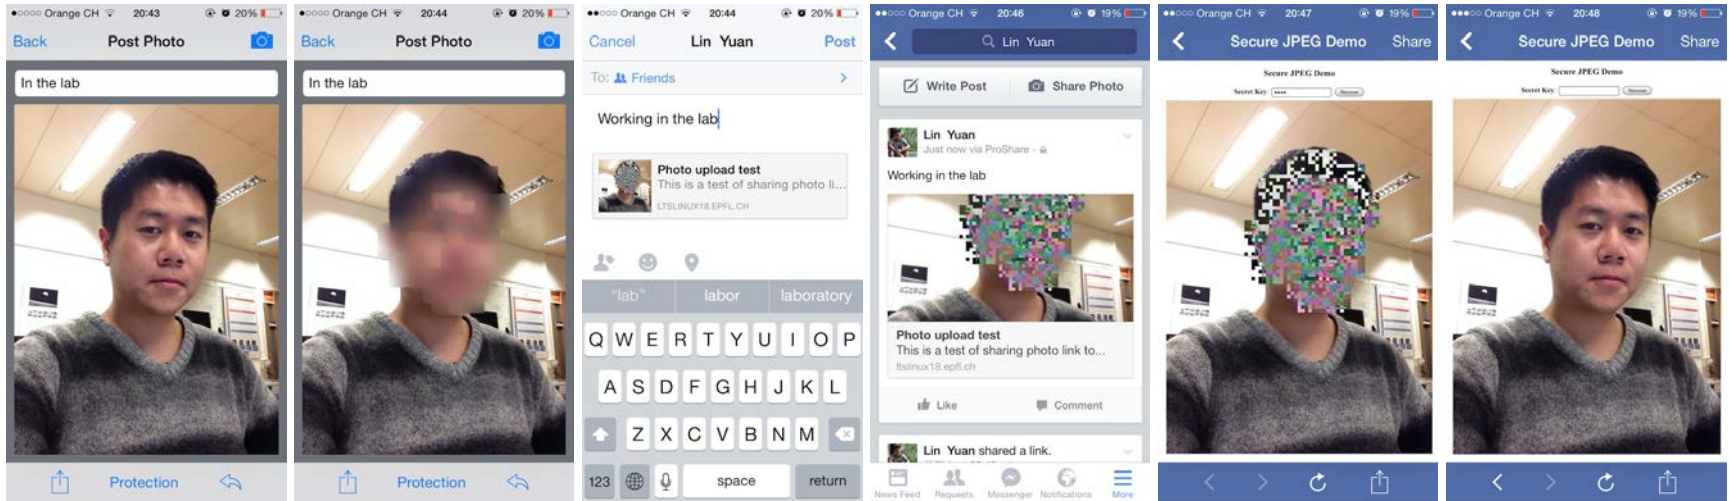 Orange CH 20:43 20%
Back Post Photo
In the lab
Protection
Orange CH 20:44 20%
Back Post Photo
In the lab
Protection
Orange CH 20:44 20%
Cancel Lin Yuan Post
To: Friends
Working in the lab
Photo upload test
This is a test of sharing photo li...
LTSLINUX18.EPFL.CH
"lab" labor laboratory
Q W E R T Y U I O P
A S D F G H J K L
Z X C V B N M
123 space return
Orange CH 20:46 19%
Lin Yuan
Write Post Share Photo
Lin Yuan
Just now via ProShare
Working in the lab
Photo upload test
This is a test of sharing photo link to...
ltslinux18.epfl.ch
Like Comment
Lin Yuan shared a link.
News Feed Requests Messenger Notifications More
Orange CH 20:47 19%
Secure JPEG Demo Share
Secure JPEG Demo
Secret Key
Orange CH 20:48 19%
Secure JPEG Demo Share
Secure JPEG Demo
Secret Key